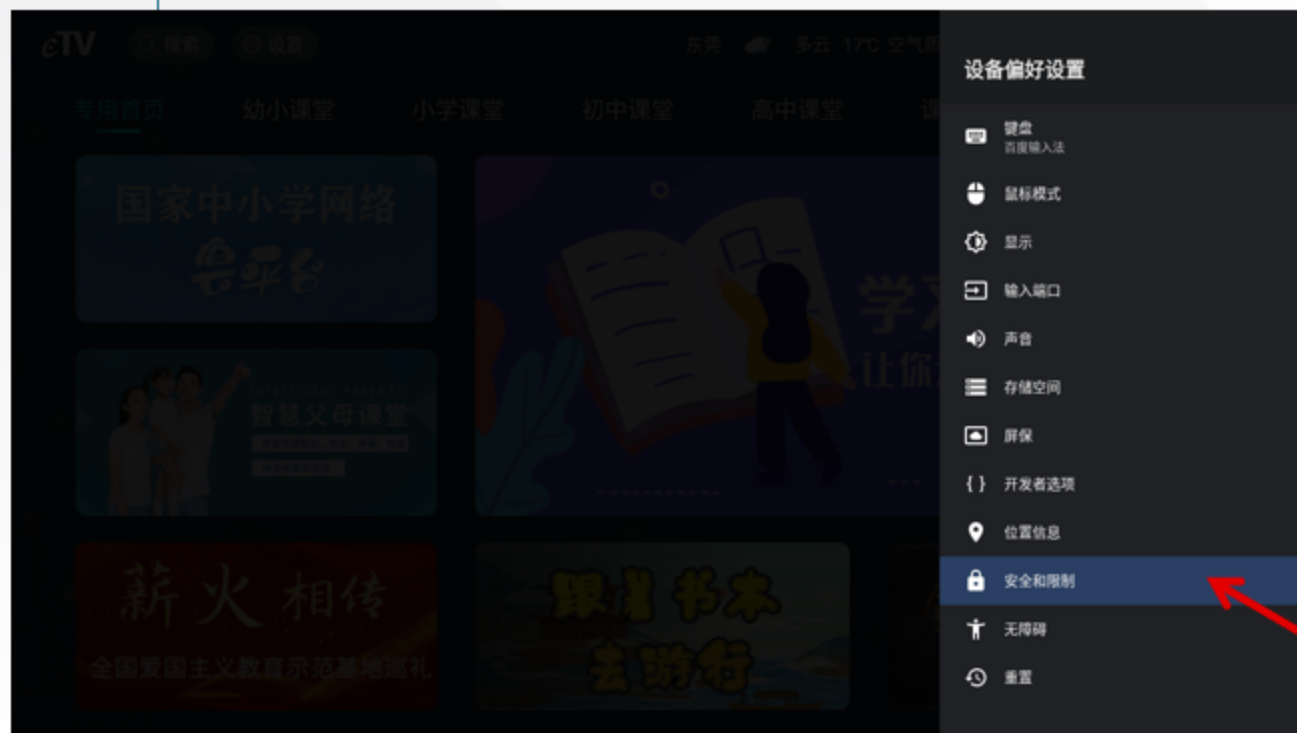 eTV
搜索
设置
东莞 多云 17℃ 空气质
专用首页 幼小课堂 小学课堂 初中课堂 高中课堂 课
国家中小学网络
云平台
智慧父母课堂
学习
让你
薪火相传
全国爱国主义教育示范基地巡礼
跟着书本
去游行
设备偏好设置
键盘
百度输入法
鼠标模式
显示
输入端口
声音
存储空间
屏保
开发者选项
位置信息
安全和限制
无障碍
重置